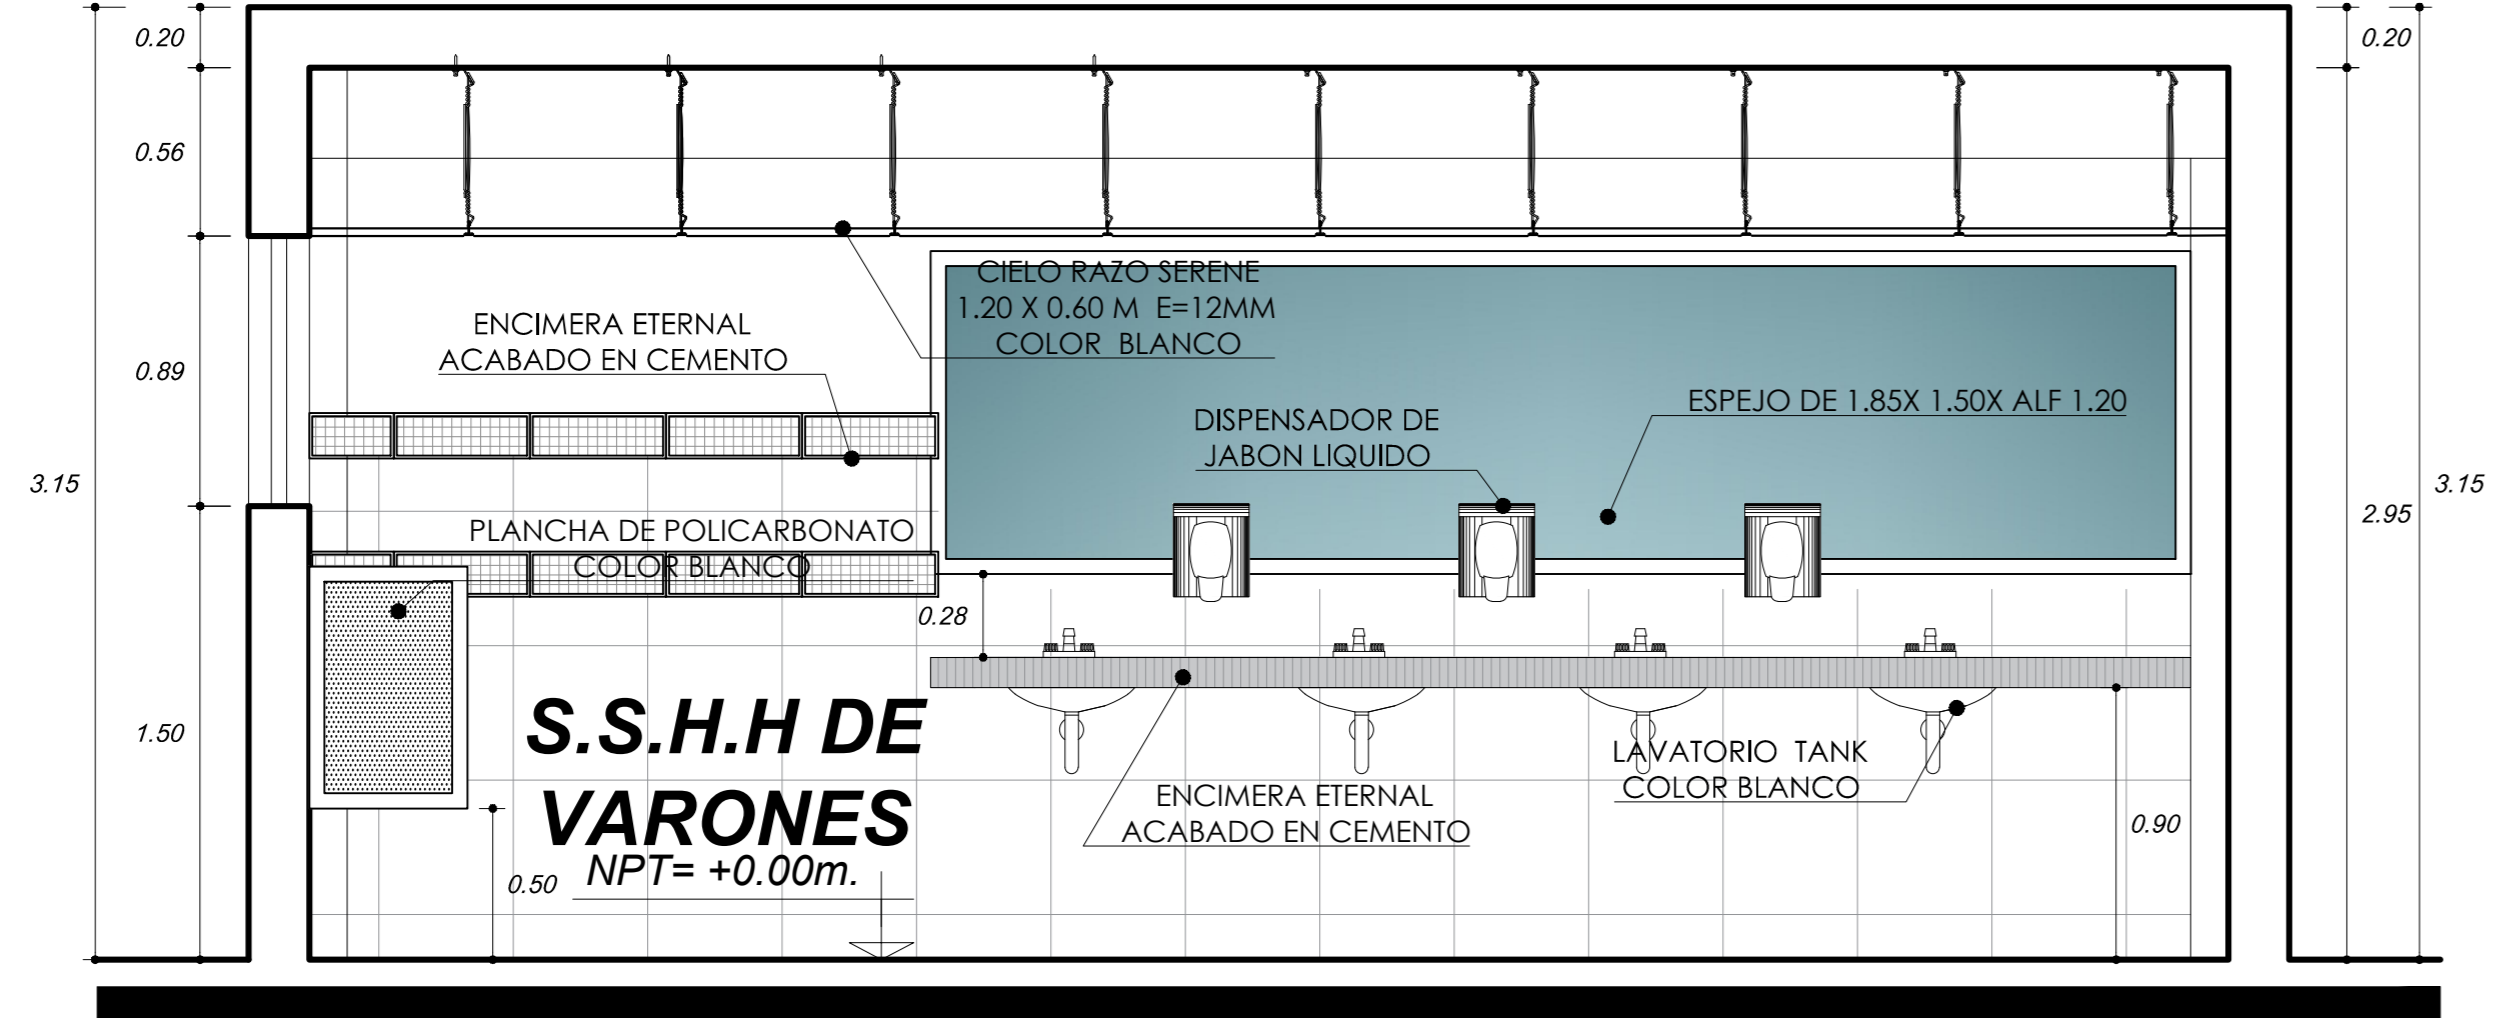 0.20
0.20
0.56
CIELO RAZO SERENE
1.20 X 0.60 M E=12MM
COLOR BLANCO
ENCIMERA ETERNAL
ACABADO EN CEMENTO
0.89
ESPEJO DE 1.85X 1.50X ALF 1.20
DISPENSADOR DE
JABON LIQUIDO
3.15
3.15
2.95
PLANCHA DE POLICARBONATO
COLOR BLANCO
0.28
1.50
S.S.H.H DE
VARONES
NPT= +0.00m.
0.50
LAVATORIO TANK
COLOR BLANCO
ENCIMERA ETERNAL
ACABADO EN CEMENTO
0.90